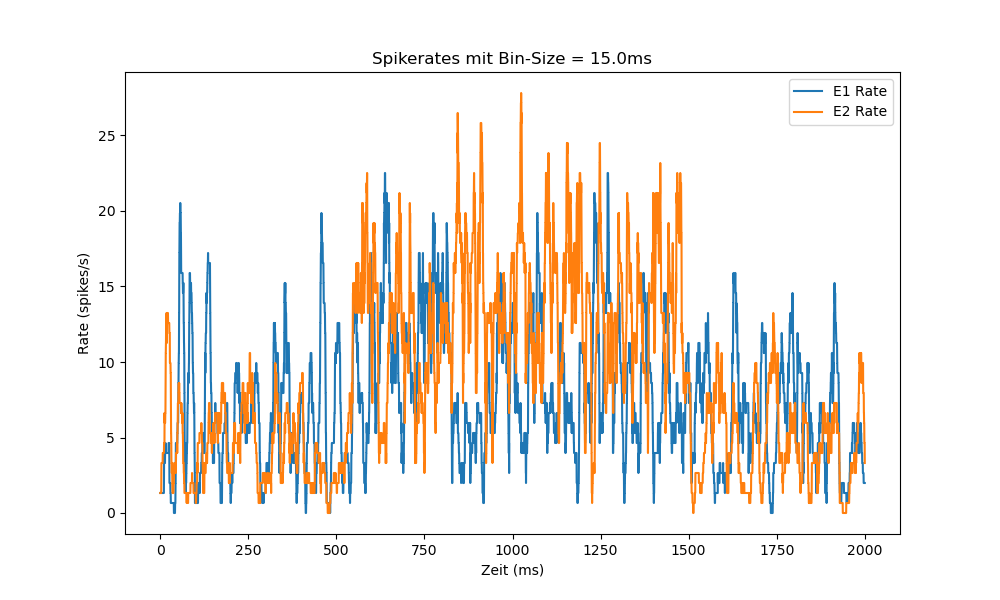 Spikerates mit Bin-Size = 15.0ms
E1 Rate
E2 Rate
Rate (spikes/s)
25
20
15
10
5
0
0 250 500 750 1000 1250 1500 1750 2000
Zeit (ms)